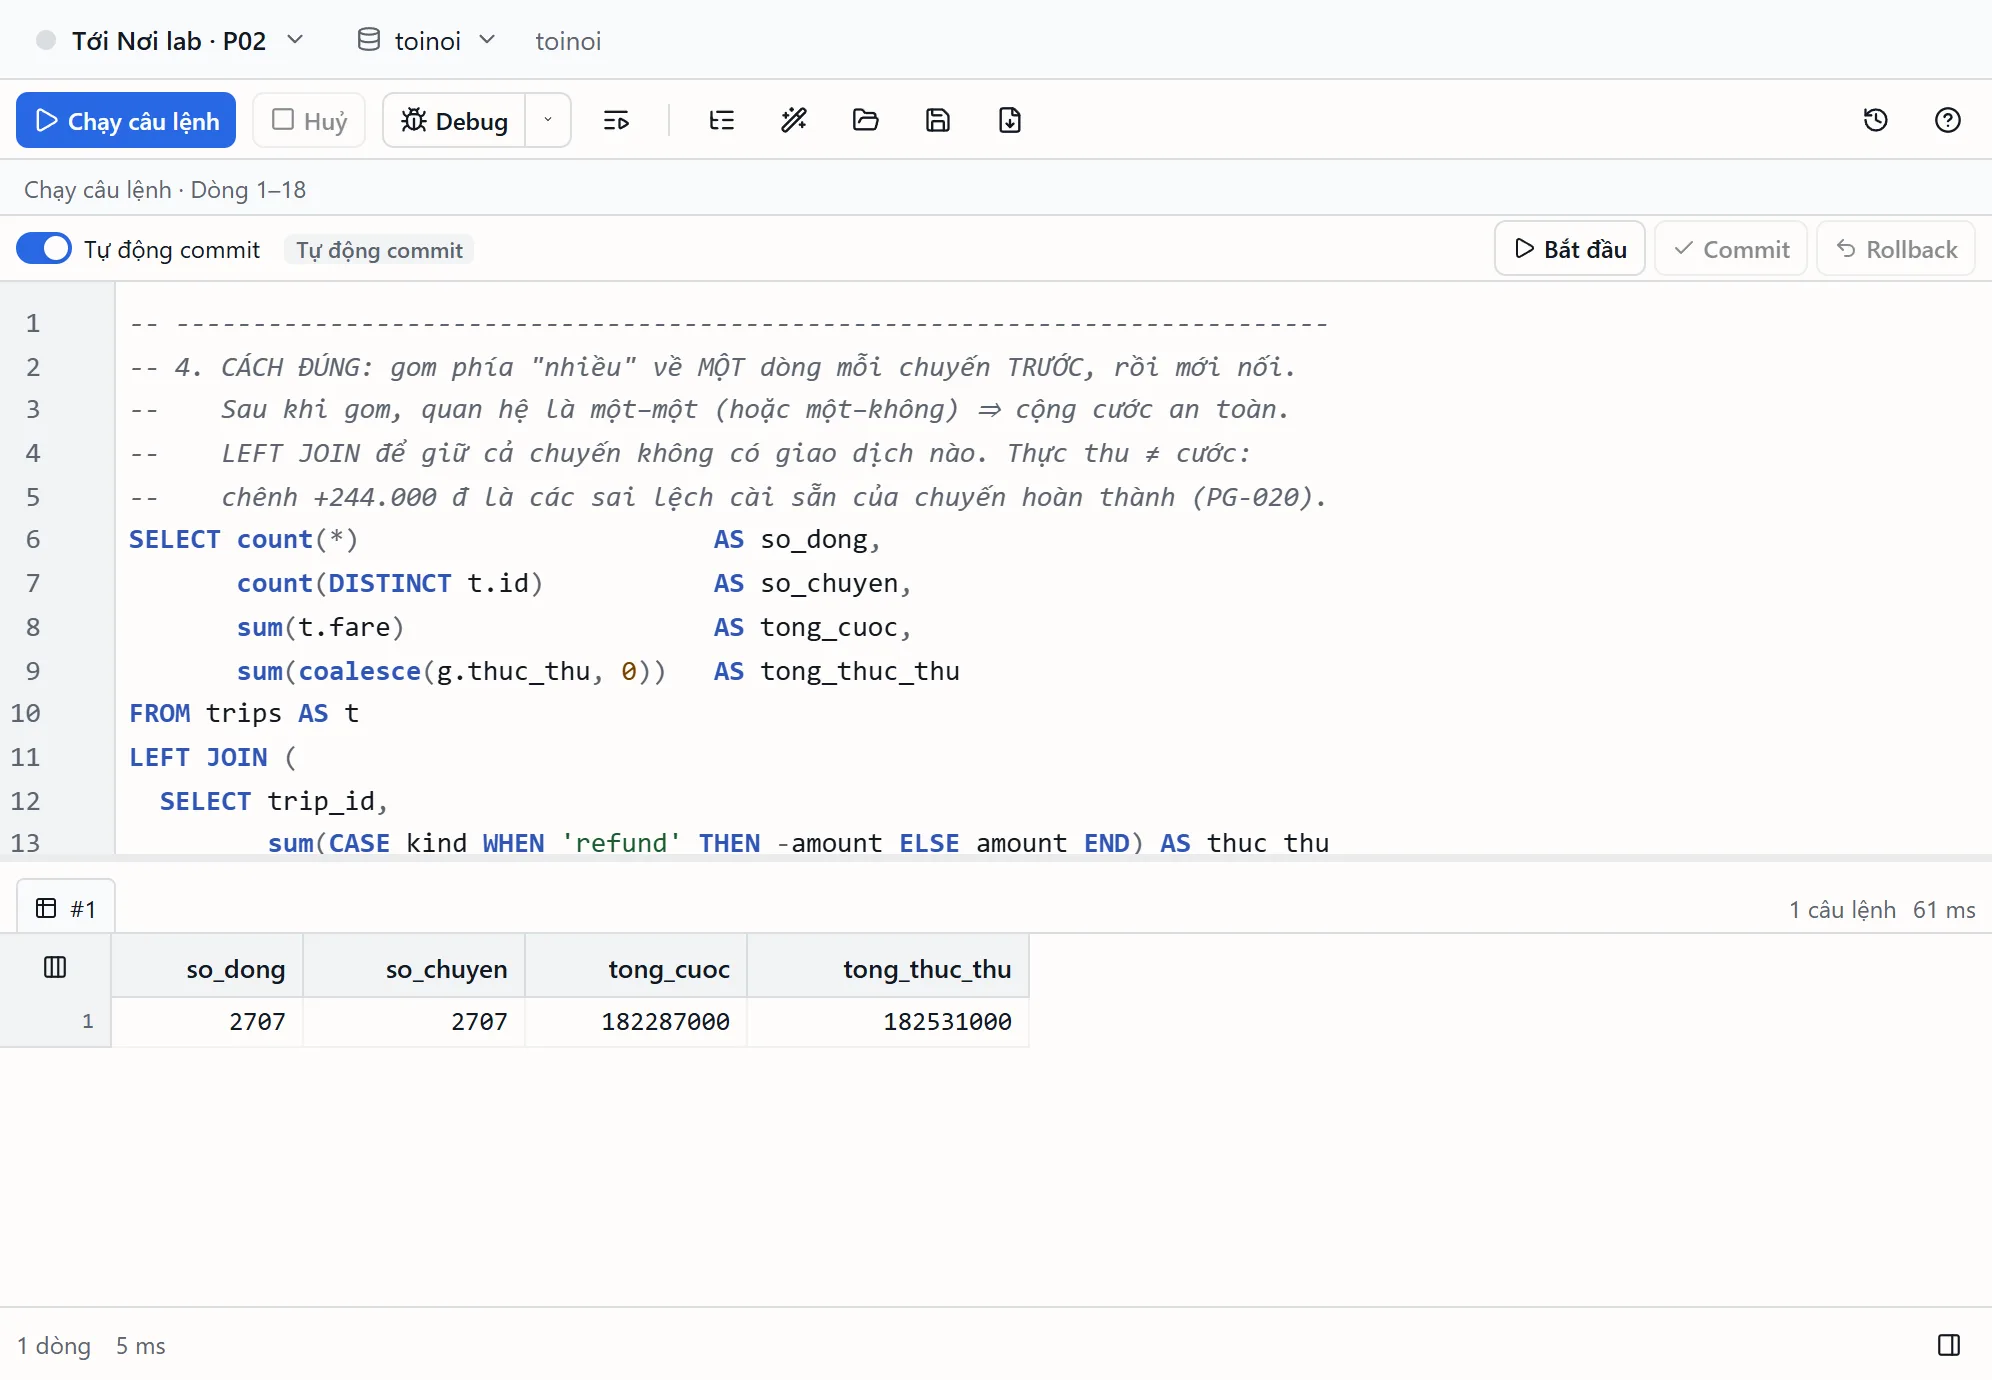 Tới Nơi lab · P02 toinoi toinoi
Chạy câu lệnh Huỷ Debug
Chạy câu lệnh · Dòng 1–18
Tự động commit Tự động commit Bắt đầu Commit Rollback
1 -- ---------------------------------------------------------------------------
2 -- 4. CÁCH ĐÚNG: gom phía "nhiều" về MỘT dòng mỗi chuyến TRƯỚC, rồi mới nối.
3 --    Sau khi gom, quan hệ là một–một (hoặc một–không) ⇒ cộng cước an toàn.
4 --    LEFT JOIN để giữ cả chuyến không có giao dịch nào. Thực thu ≠ cước:
5 --    chênh +244.000 đ là các sai lệch cài sẵn của chuyến hoàn thành (PG-020).
6 SELECT count(*)                       AS so_dong,
7        count(DISTINCT t.id)           AS so_chuyen,
8        sum(t.fare)                    AS tong_cuoc,
9        sum(coalesce(g.thuc_thu, 0))   AS tong_thuc_thu
10 FROM trips AS t
11 LEFT JOIN (
12   SELECT trip_id,
13          sum(CASE kind WHEN 'refund' THEN -amount ELSE amount END) AS thuc_thu
#1 1 câu lệnh 61 ms
so_dong so_chuyen tong_cuoc tong_thuc_thu
1 2707 2707 182287000 182531000
1 dòng 5 ms